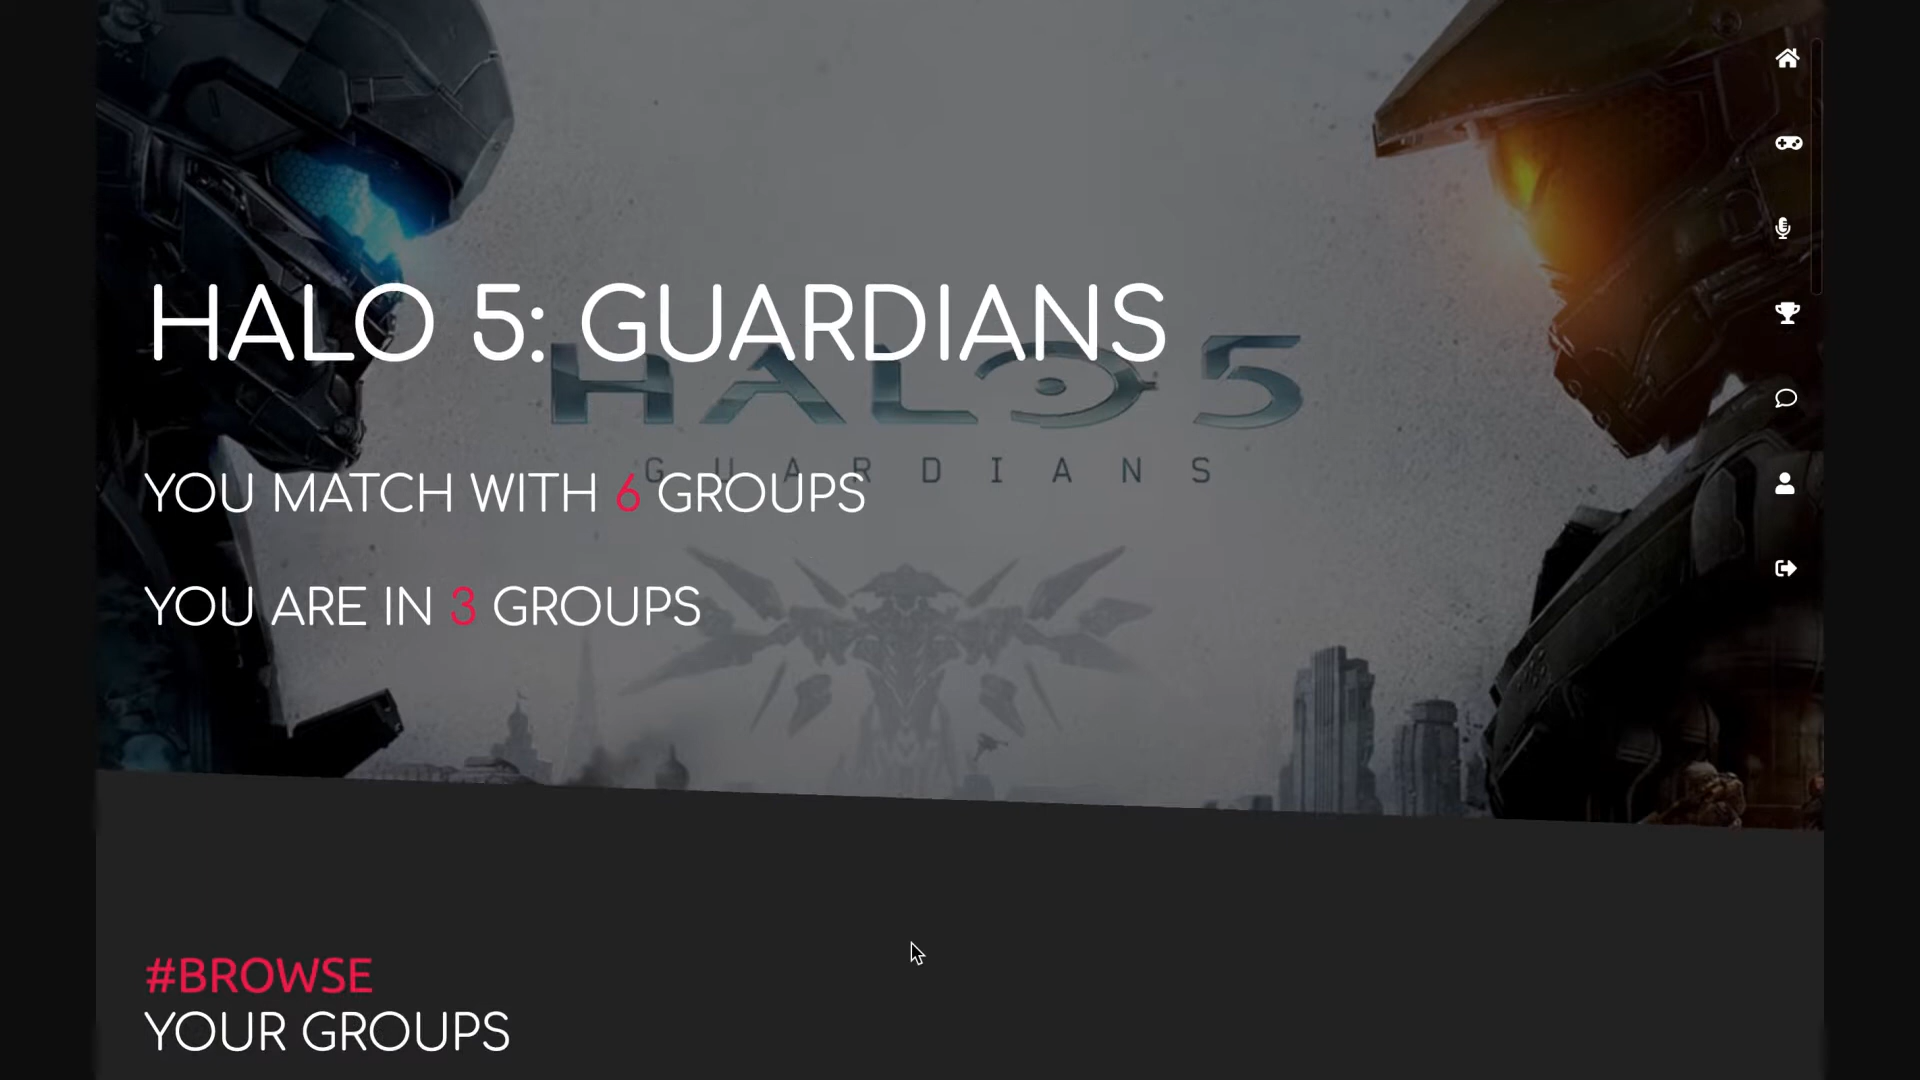 HALO 5: GUARDIANS
HALO 5
GUARDIANS
YOU MATCH WITH 6 GROUPS
YOU ARE IN 3 GROUPS
#BROWSE
YOUR GROUPS